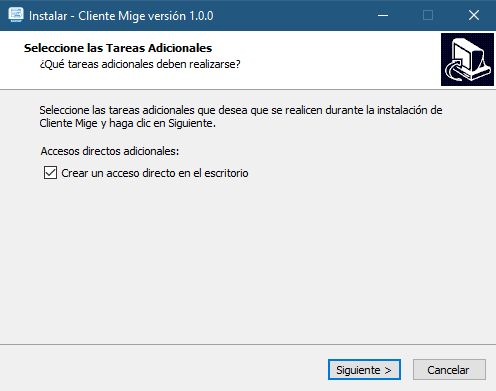 Instalar - Cliente Mige versión 1.0.0
Seleccione las Tareas Adicionales
¿Qué tareas adicionales deben realizarse?
Seleccione las tareas adicionales que desea que se realicen durante la instalación de
Cliente Mige y haga clic en Siguiente.
Accesos directos adicionales:
Crear un acceso directo en el escritorio
Siguiente >
Cancelar